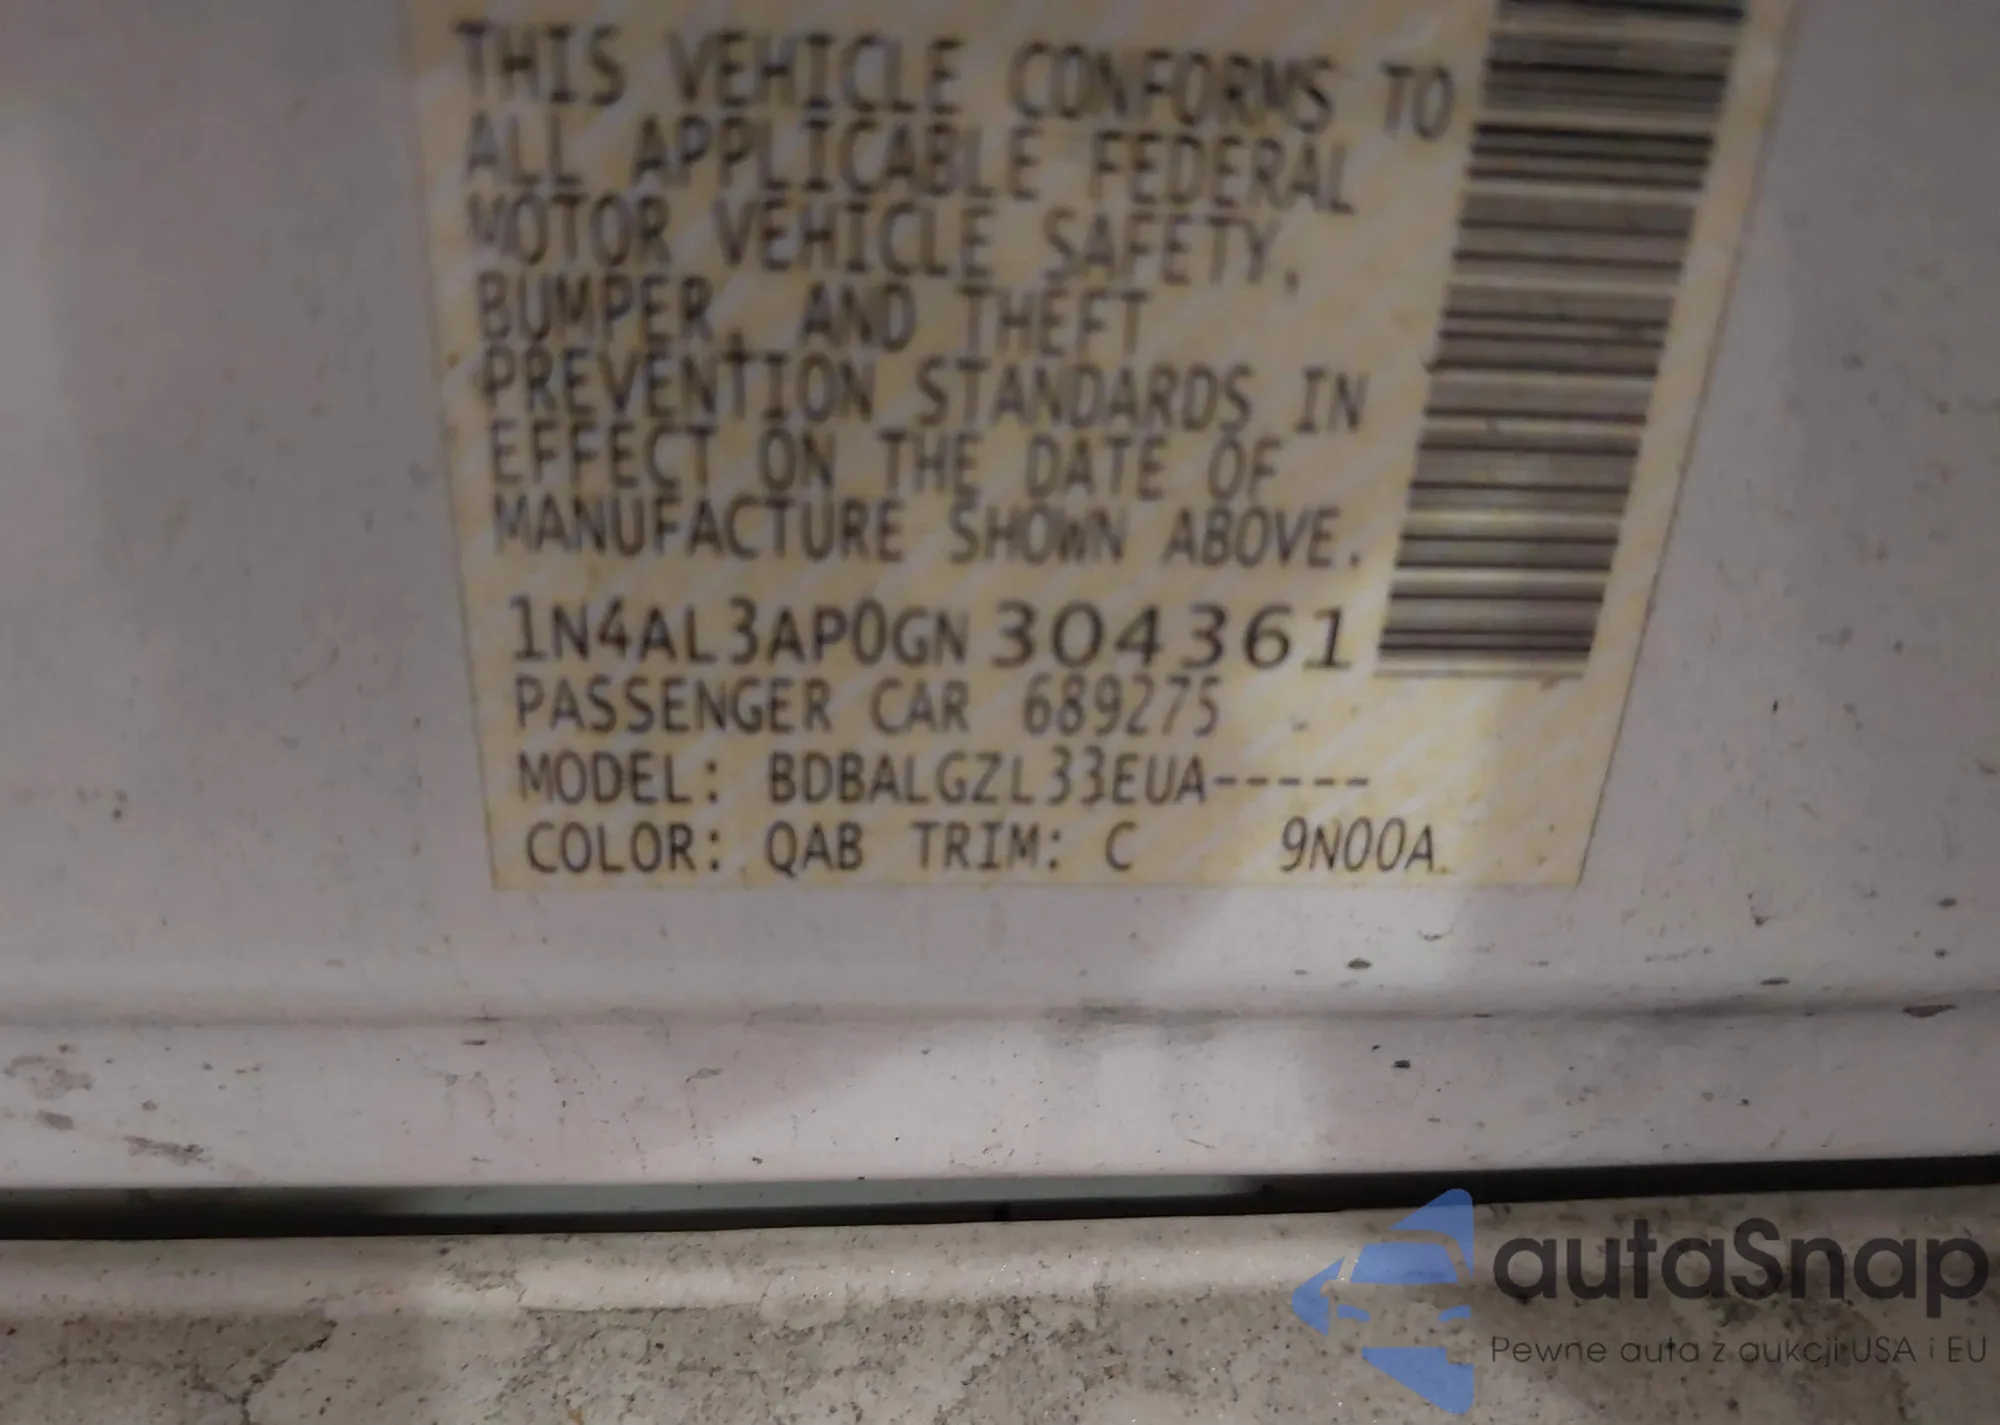 THIS VEHICLE CONFORMS TO
ALL APPLICABLE FEDERAL
MOTOR VEHICLE SAFETY,
BUMPER, AND THEFT
PREVENTION STANDARDS IN
EFFECT ON THE DATE OF
MANUFACTURE SHOWN ABOVE.
1N4AL3AP0GN304361
PASSENGER CAR 689275
MODEL: BDBALGZL33EUA-----
COLOR: QAB TRIM: C 9N00A
autaSnap
Pewne auta z aukcji USA i EU